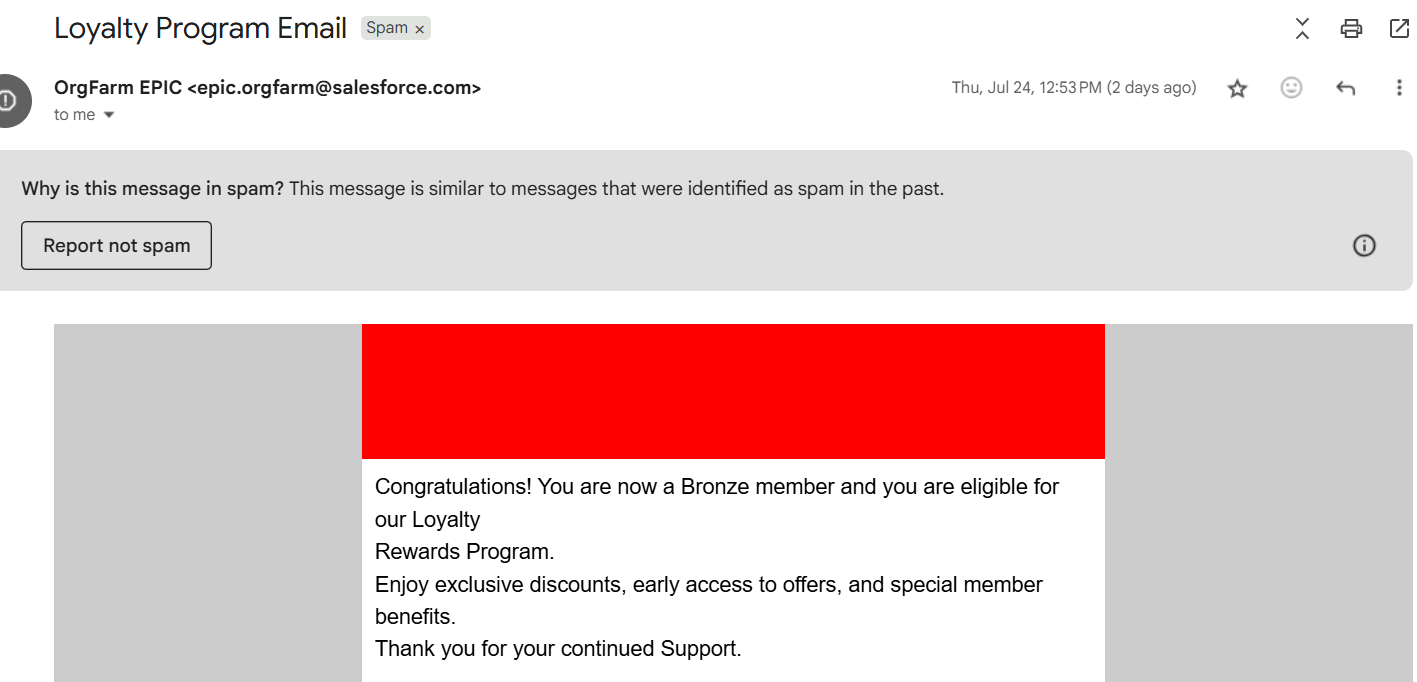 Loyalty Program Email Spam ×
OrgFarm EPIC <epic.orgfarm@salesforce.com> Thu, Jul 24, 12:53 PM (2 days ago)
to me
Why is this message in spam? This message is similar to messages that were identified as spam in the past.
Report not spam
Congratulations! You are now a Bronze member and you are eligible for
our Loyalty
Rewards Program.
Enjoy exclusive discounts, early access to offers, and special member
benefits.
Thank you for your continued Support.